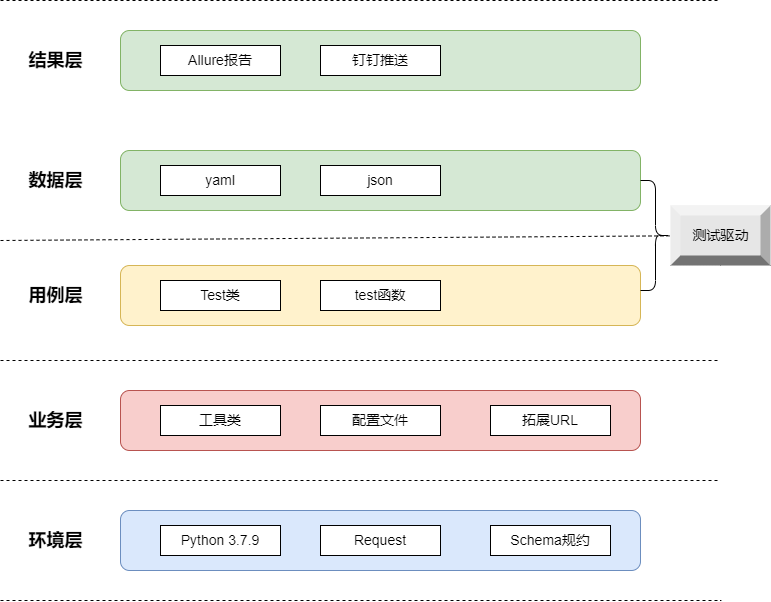 结果层
Allure报告
钉钉推送
数据层
yaml
json
测试驱动
用例层
Test类
test函数
业务层
工具类
配置文件
拓展URL
环境层
Python 3.7.9
Request
Schema规约